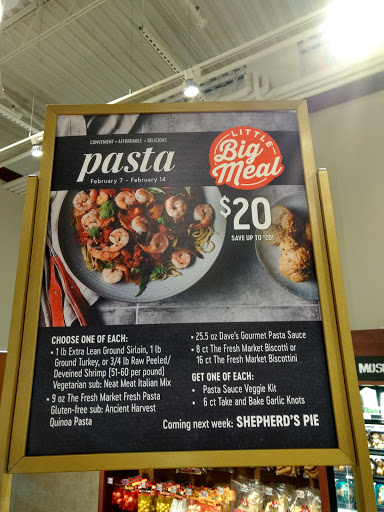 CONVENIENT • AFFORDABLE • DELICIOUS
pasta
February 7 – February 14
LITTLE
Big
MEAL
$20
SAVE UP TO $20!
CHOOSE ONE OF EACH:
• 1 lb Extra Lean Ground Sirloin, 1 lb
Ground Turkey, or 3/4 lb Raw Peeled/
Deveined Shrimp (51-60 per pound)
Vegetarian sub: Neat Meat Italian Mix
• 9 oz The Fresh Market Fresh Pasta
Gluten-free sub: Ancient Harvest
Quinoa Pasta
• 25.5 oz Dave's Gourmet Pasta Sauce
• 8 ct The Fresh Market Biscotti or
16 ct The Fresh Market Biscottini
GET ONE OF EACH:
• Pasta Sauce Veggie Kit
• 6 ct Take and Bake Garlic Knots
Coming next week: SHEPHERD'S PIE